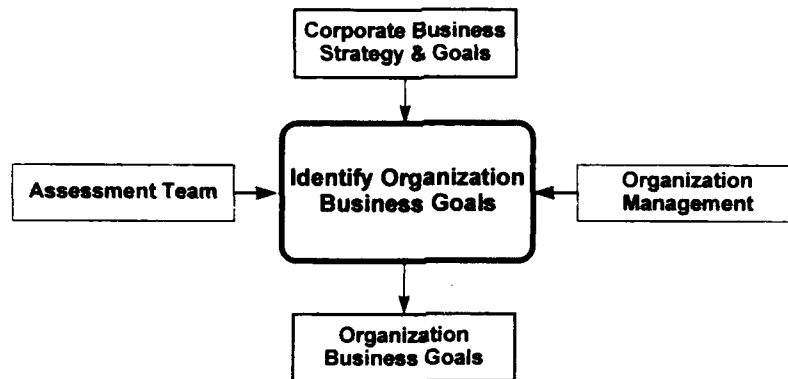 Corporate Business
Strategy & Goals
Assessment Team
Identify Organization
Business Goals
Organization
Management
Organization
Business Goals